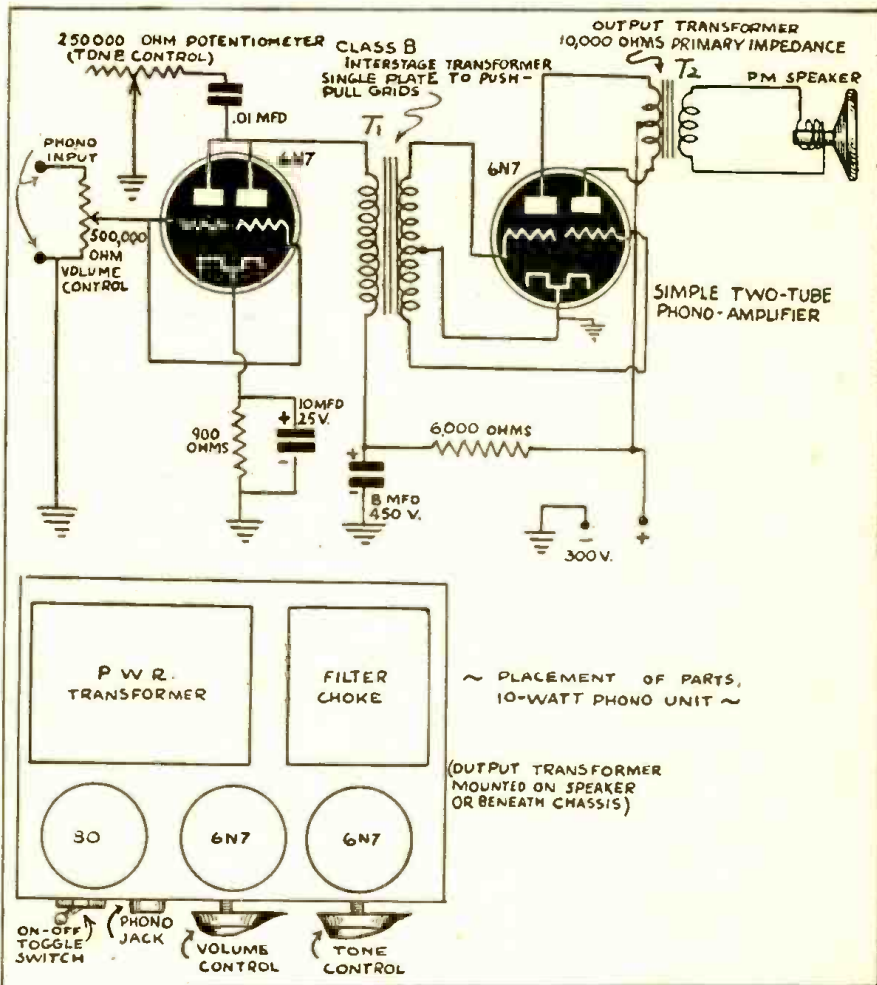 250000 OHM POTENTIOMETER
(TONE CONTROL)
.01 MFD
PHONO
INPUT
500,000
OHM
VOLUME
CONTROL
6N7
900
OHMS
10 MFD
25 V.
+
-
CLASS B
INTERSTAGE TRANSFORMER
SINGLE PLATE TO PUSH-
PULL GRIDS
T1
+
-
8 MFD
450 V.
6,000 OHMS
6N7
OUTPUT TRANSFORMER
10,000 OHMS PRIMARY IMPEDANCE
T2
PM SPEAKER
SIMPLE TWO-TUBE
PHONO-AMPLIFIER
-
300 V.
+
PWR.
TRANSFORMER
FILTER
CHOKE
~ PLACEMENT OF PARTS,
10-WATT PHONO UNIT ~
(OUTPUT TRANSFORMER
MOUNTED ON SPEAKER
OR BENEATH CHASSIS)
80
6N7
6N7
ON-OFF
TOGGLE
SWITCH
PHONO
JACK
VOLUME
CONTROL
TONE
CONTROL